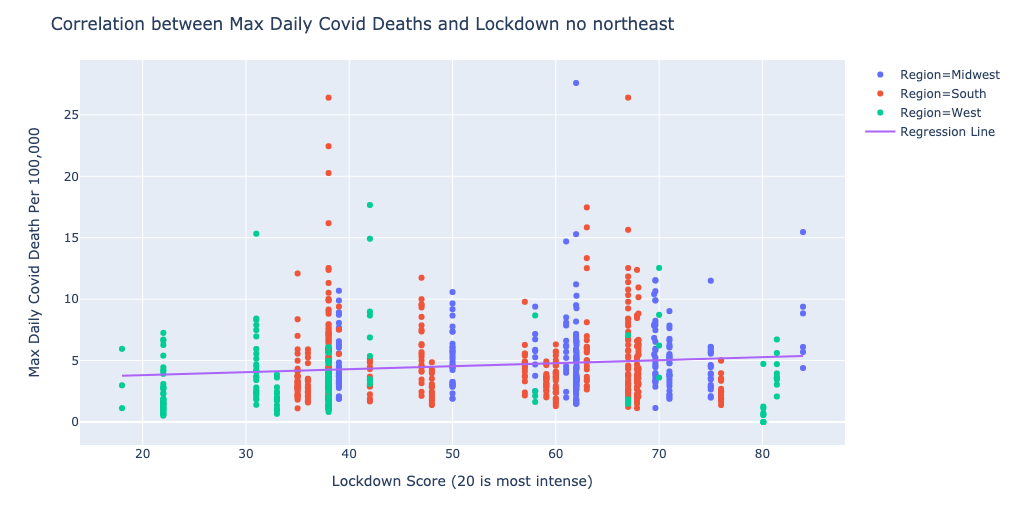 Correlation between Max Daily Covid Deaths and Lockdown no northeast
Region=Midwest
Region=South
Region=West
Regression Line
Max Daily Covid Death Per 100,000
25
20
15
10
5
0
20
30
40
50
60
70
80
Lockdown Score (20 is most intense)